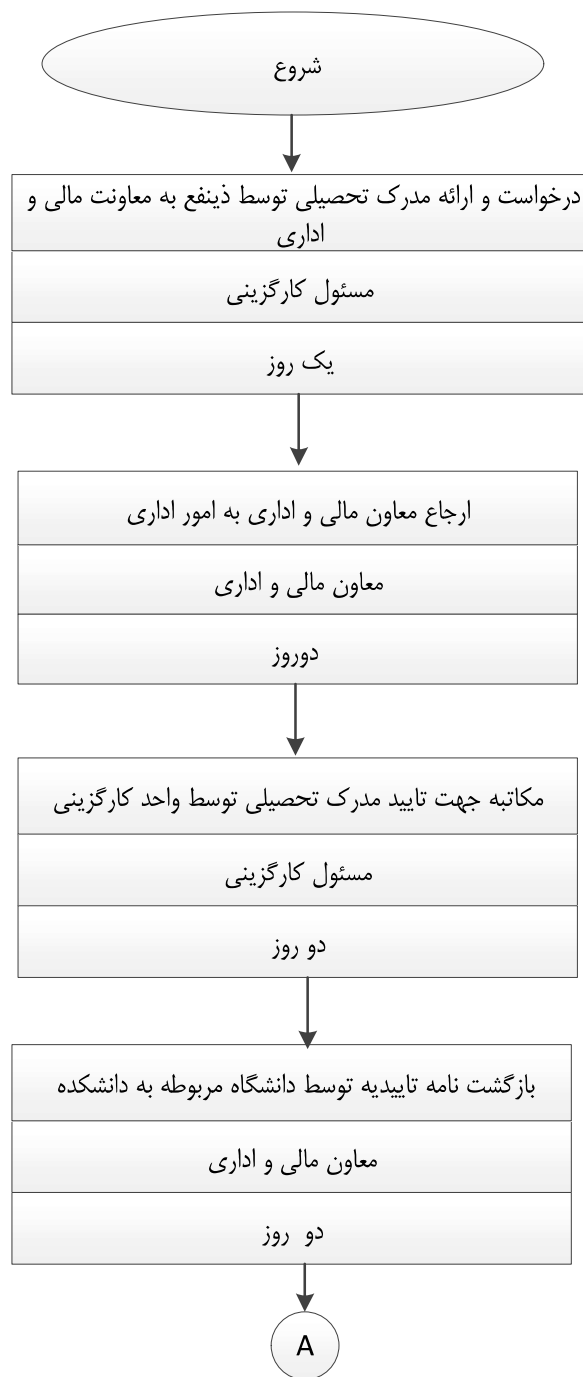 شروع
درخواست و ارائه مدرک تحصیلی توسط ذینفع به معاونت مالی و
اداری
مسئول کارگزینی
یک روز
ارجاع معاون مالی و اداری به امور اداری
معاون مالی و اداری
دوروز
مکاتبه جهت تایید مدرک تحصیلی توسط واحد کارگزینی
مسئول کارگزینی
دو روز
بازگشت نامه تاییدیه توسط دانشگاه مربوطه به دانشکده
معاون مالی و اداری
دو روز
A